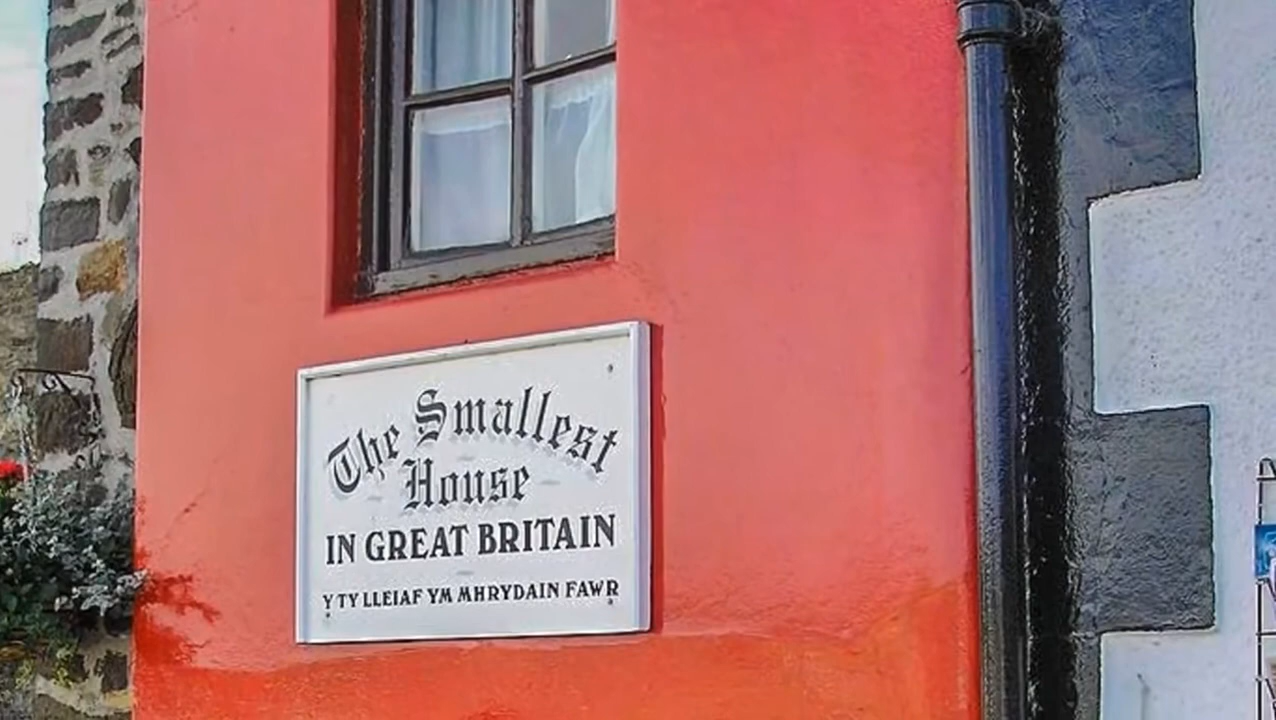 The Smallest
House
IN GREAT BRITAIN
Y TY LLEIAF YM MHRYDAIN FAWR